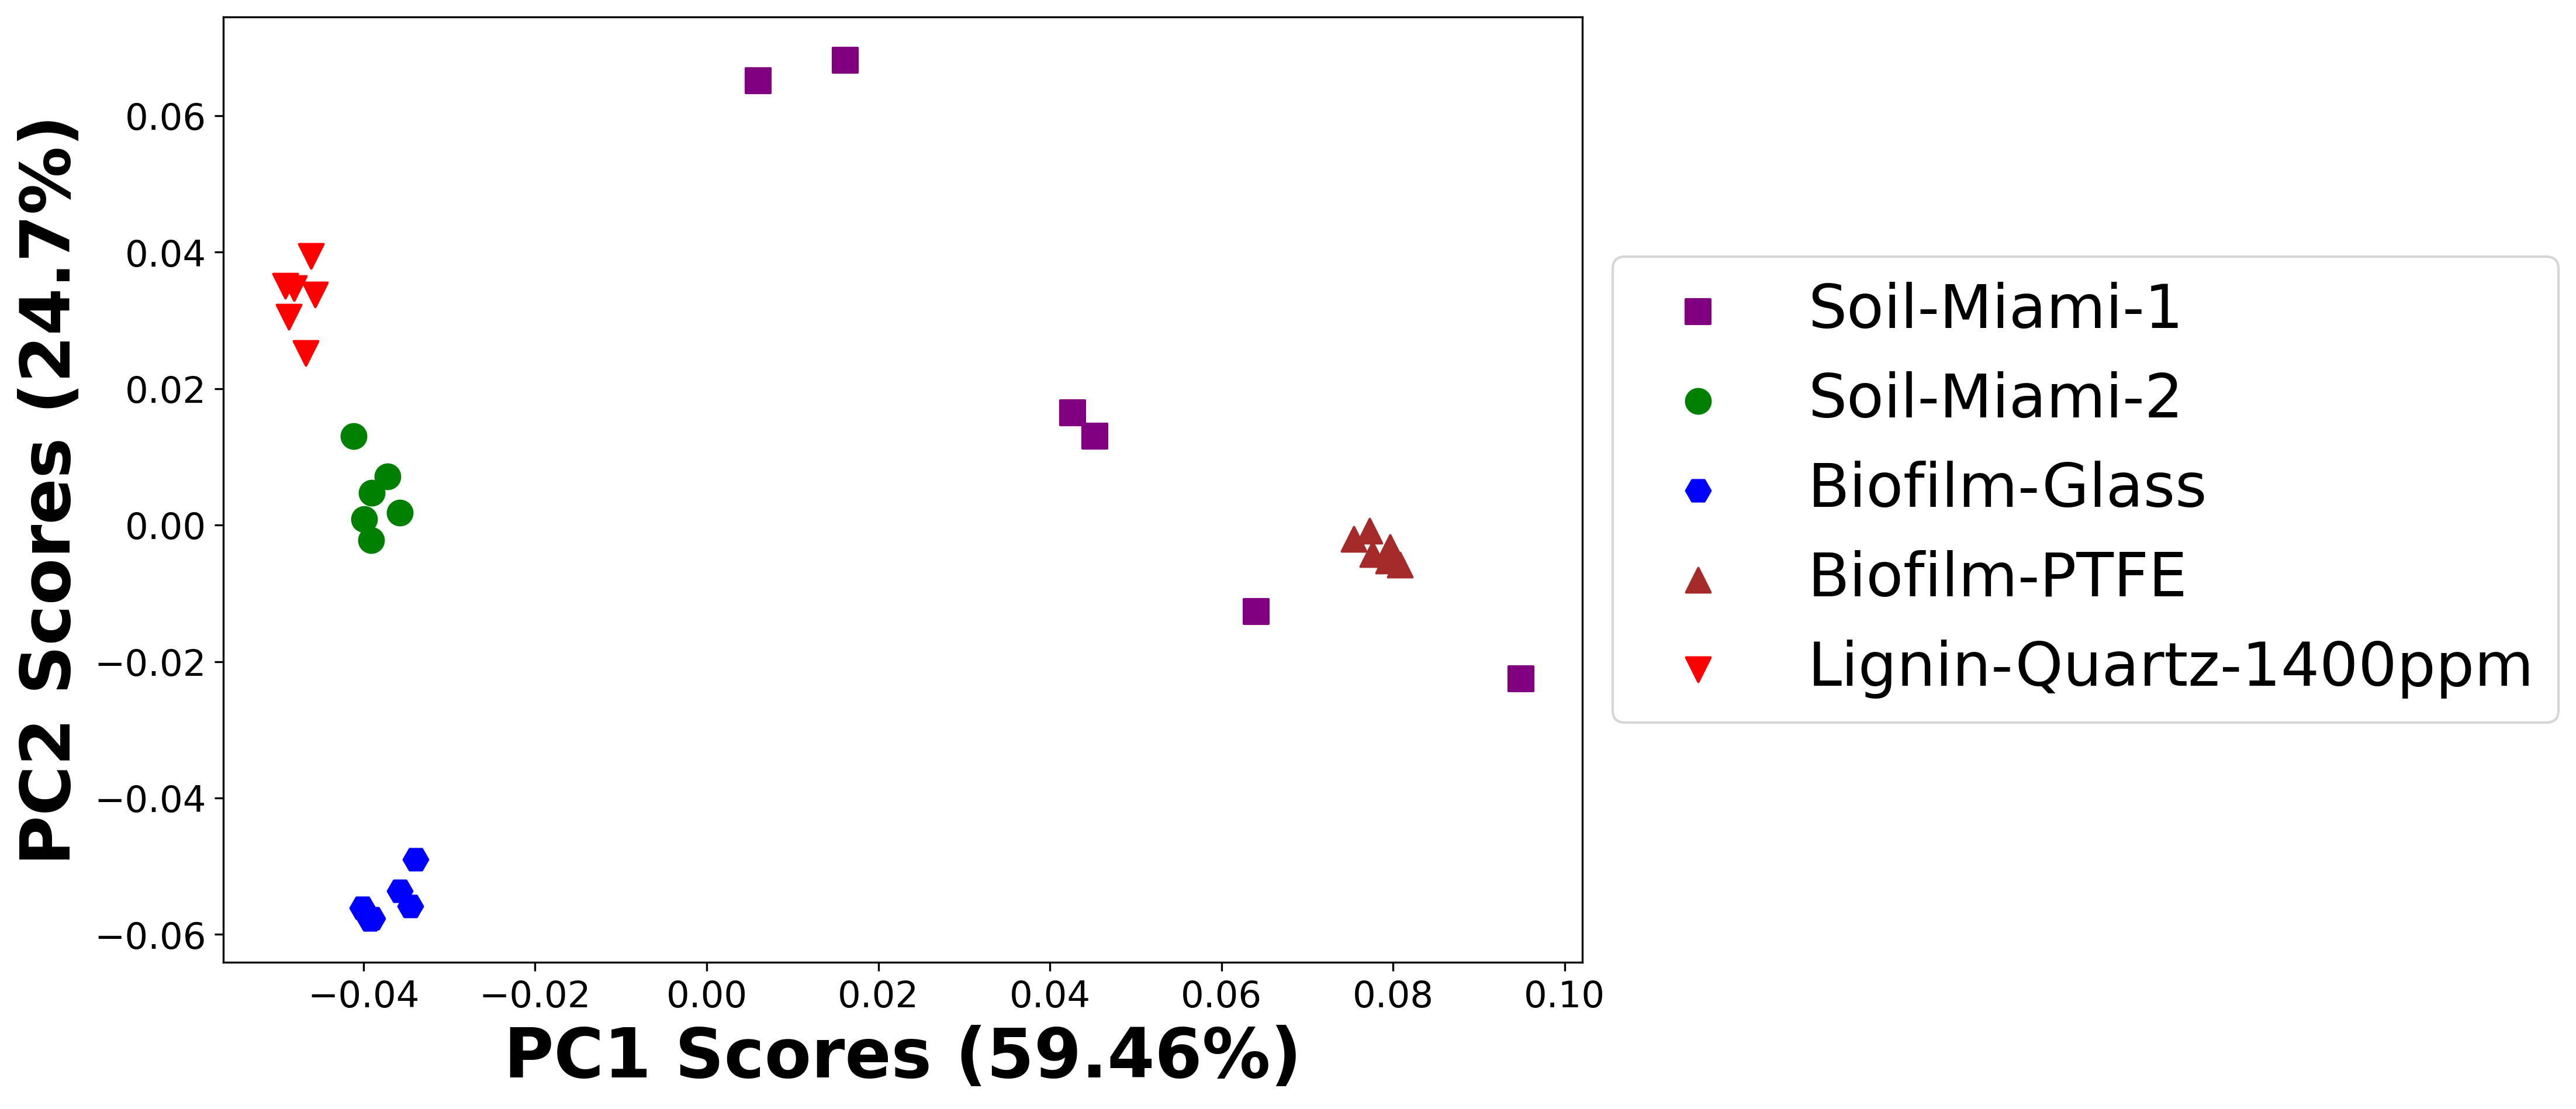 PC2 Scores (24.7%)
0.06
0.04
0.02
0.00
−0.02
−0.04
−0.06
−0.04 −0.02 0.00 0.02 0.04 0.06 0.08 0.10
PC1 Scores (59.46%)
Soil-Miami-1
Soil-Miami-2
Biofilm-Glass
Biofilm-PTFE
Lignin-Quartz-1400ppm